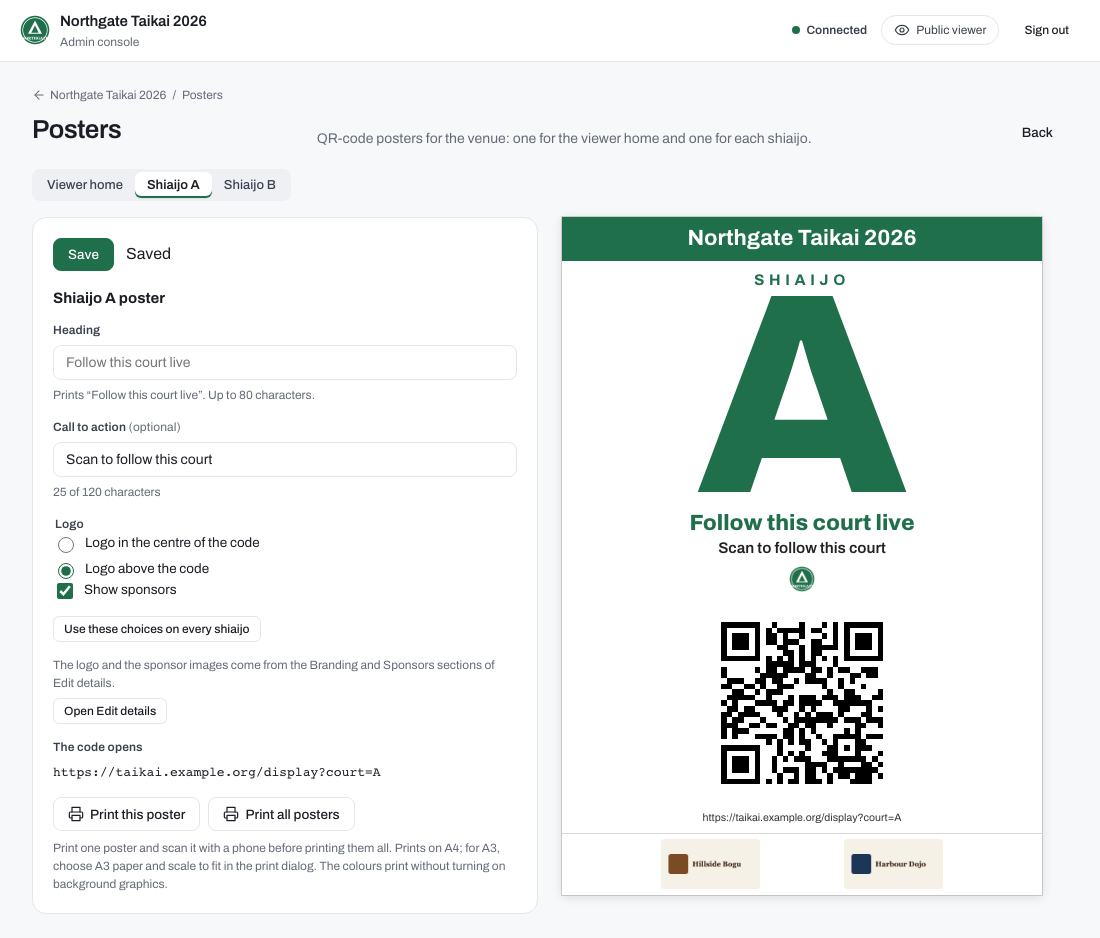 Northgate Taikai 2026
Admin console
Connected
Public viewer
Sign out
Northgate Taikai 2026 / Posters
Posters
QR-code posters for the venue: one for the viewer home and one for each shiaijo.
Back
Viewer home
Shiaijo A
Shiaijo B
Save
Saved
Shiaijo A poster
Heading
Follow this court live
Prints “Follow this court live”. Up to 80 characters.
Call to action (optional)
Scan to follow this court
25 of 120 characters
Logo
Logo in the centre of the code
Logo above the code
Show sponsors
Use these choices on every shiaijo
The logo and the sponsor images come from the Branding and Sponsors sections of
Edit details.
Open Edit details
The code opens
https://taikai.example.org/display?court=A
Print this poster
Print all posters
Print one poster and scan it with a phone before printing them all. Prints on A4; for A3,
choose A3 paper and scale to fit in the print dialog. The colours print without turning on
background graphics.
Northgate Taikai 2026
SHIAIJO
A
Follow this court live
Scan to follow this court
https://taikai.example.org/display?court=A
Hillside Bogu
Harbour Dojo